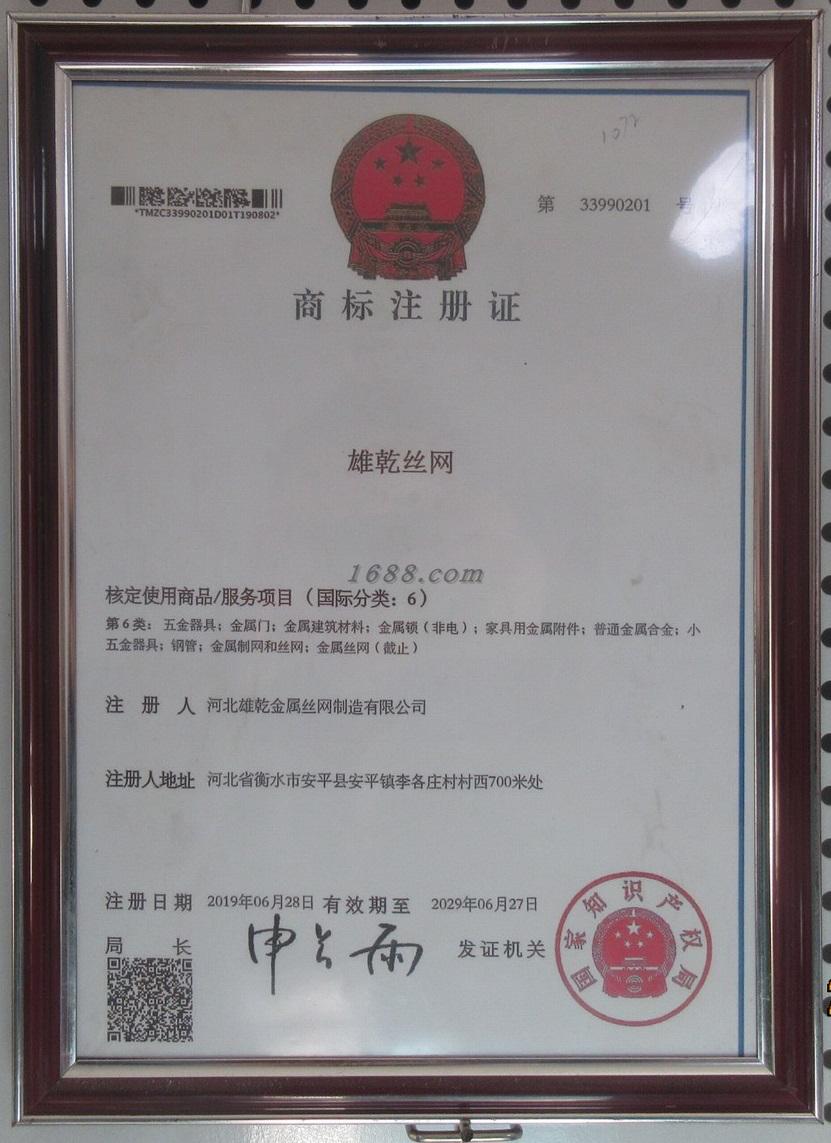 1072
*TMZC33990201D01T190802*
第 33990201 号
商标注册证
雄乾丝网
1688.com
核定使用商品/服务项目（国际分类：6）
第6类：五金器具；金属门；金属建筑材料；金属锁（非电）；家具用金属附件；普通金属合金；小
五金器具；钢管；金属制网和丝网；金属丝网（截止）
注册人 河北雄乾金属丝网制造有限公司
注册人地址 河北省衡水市安平县安平镇李各庄村村西700米处
注册日期 2019年06月28日 有效期至 2029年06月27日
局长 申长雨 发证机关
国家知识产权局